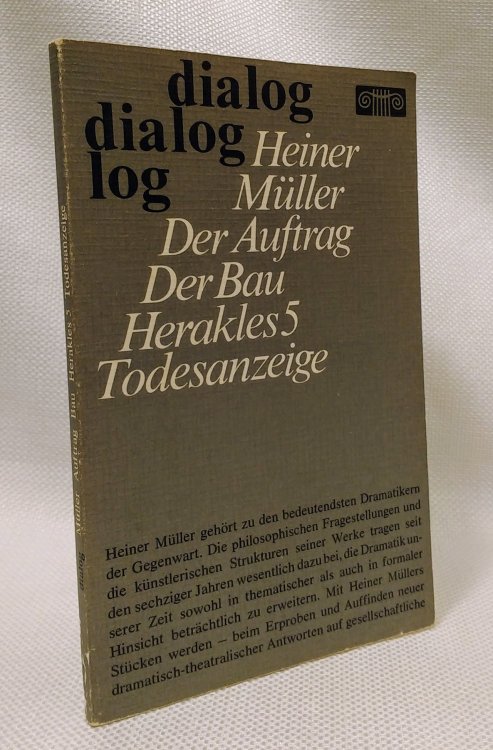 dialog
dialog
log
Heiner
Müller
Der Auftrag
Der Bau
Herakles 5
Todesanzeige
Heiner Müller gehört zu den bedeutendsten Dramatikern
der Gegenwart. Die philosophischen Fragestellungen und
die künstlerischen Strukturen seiner Werke tragen seit
den sechziger Jahren wesentlich dazu bei, die Dramatik un-
serer Zeit sowohl in thematischer als auch in formaler
Hinsicht beträchtlich zu erweitern. Mit Heiner Müllers
Stücken werden – beim Erproben und Auffinden neuer
dramatisch-theatralischer Antworten auf gesellschaftliche
Müller Auftrag Bau Herakles 5 Todesanzeige